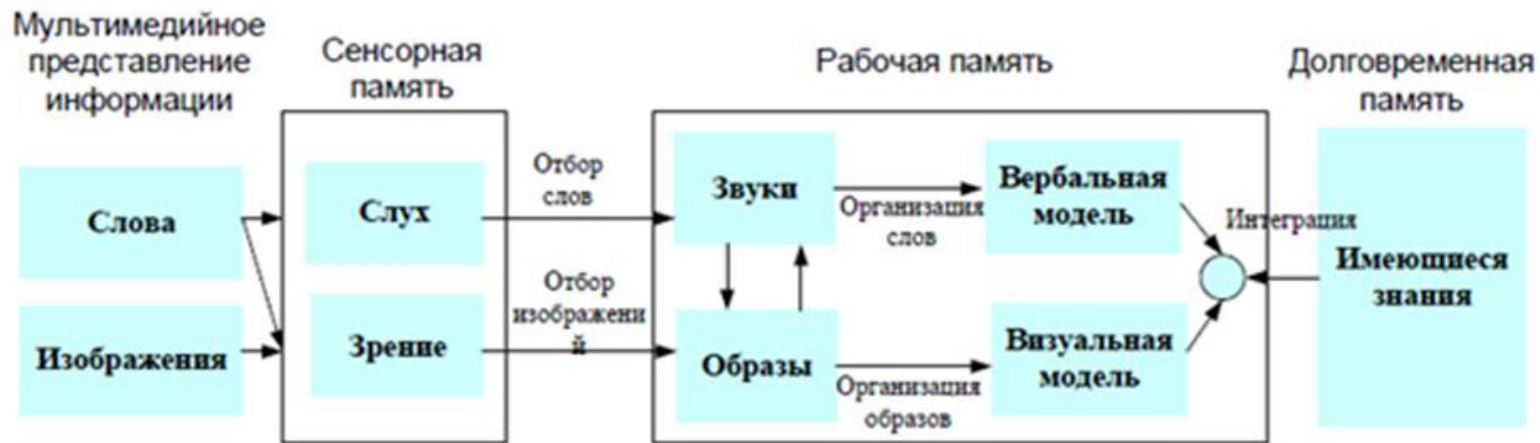 Мультимедийное
представление
информации
Сенсорная
память
Рабочая память
Долговременная
память
Слова
Изображения
Слух
Зрение
Отбор
слов
Отбор
изображени
й
Звуки
Образы
Организация
слов
Организация
образов
Вербальная
модель
Визуальная
модель
Интеграция
Имеющиеся
знания